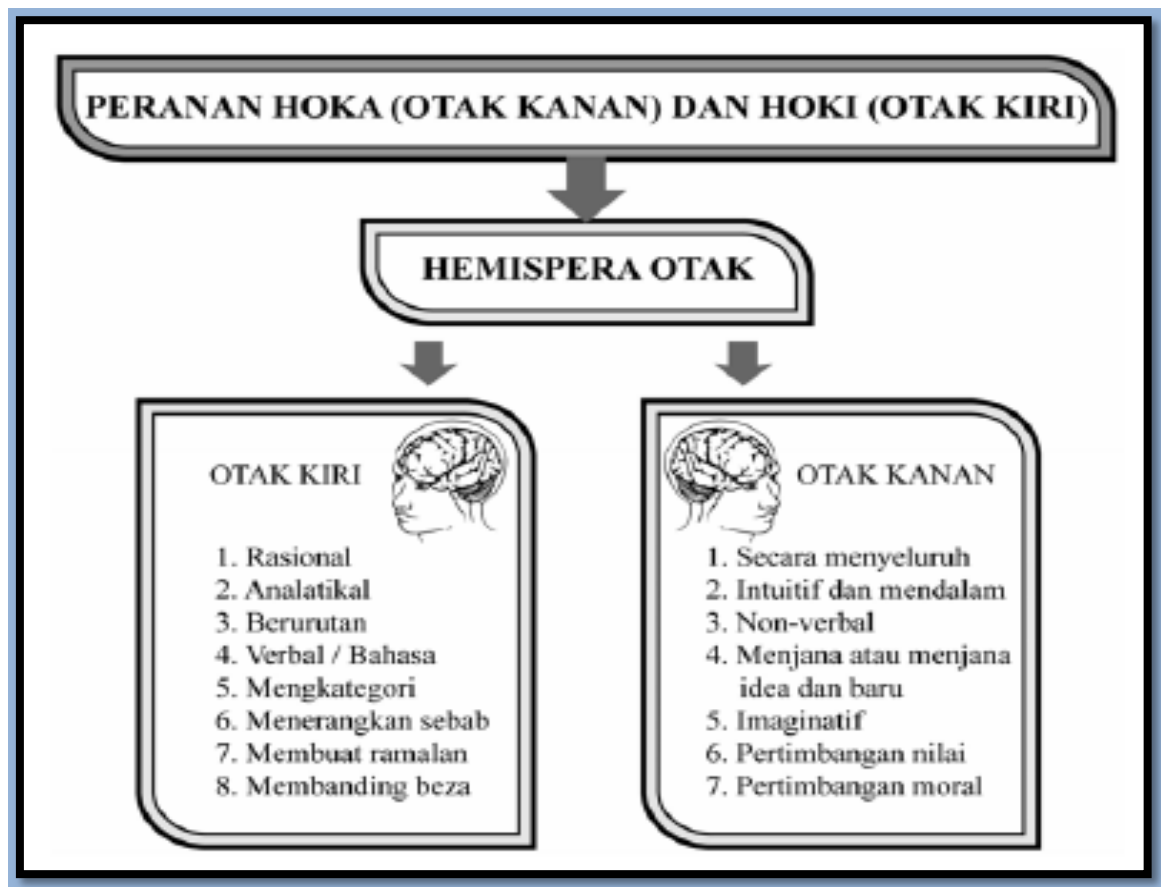 PERANAN HOKA (OTAK KANAN) DAN HOKI (OTAK KIRI)
HEMISPERA OTAK
OTAK KIRI
1. Rasional
2. Analatikal
3. Berurutan
4. Verbal / Bahasa
5. Mengkategori
6. Menerangkan sebab
7. Membuat ramalan
8. Membanding beza
OTAK KANAN
1. Secara menyeluruh
2. Intuitif dan mendalam
3. Non-verbal
4. Menjana atau menjana
idea dan baru
5. Imaginatif
6. Pertimbangan nilai
7. Pertimbangan moral